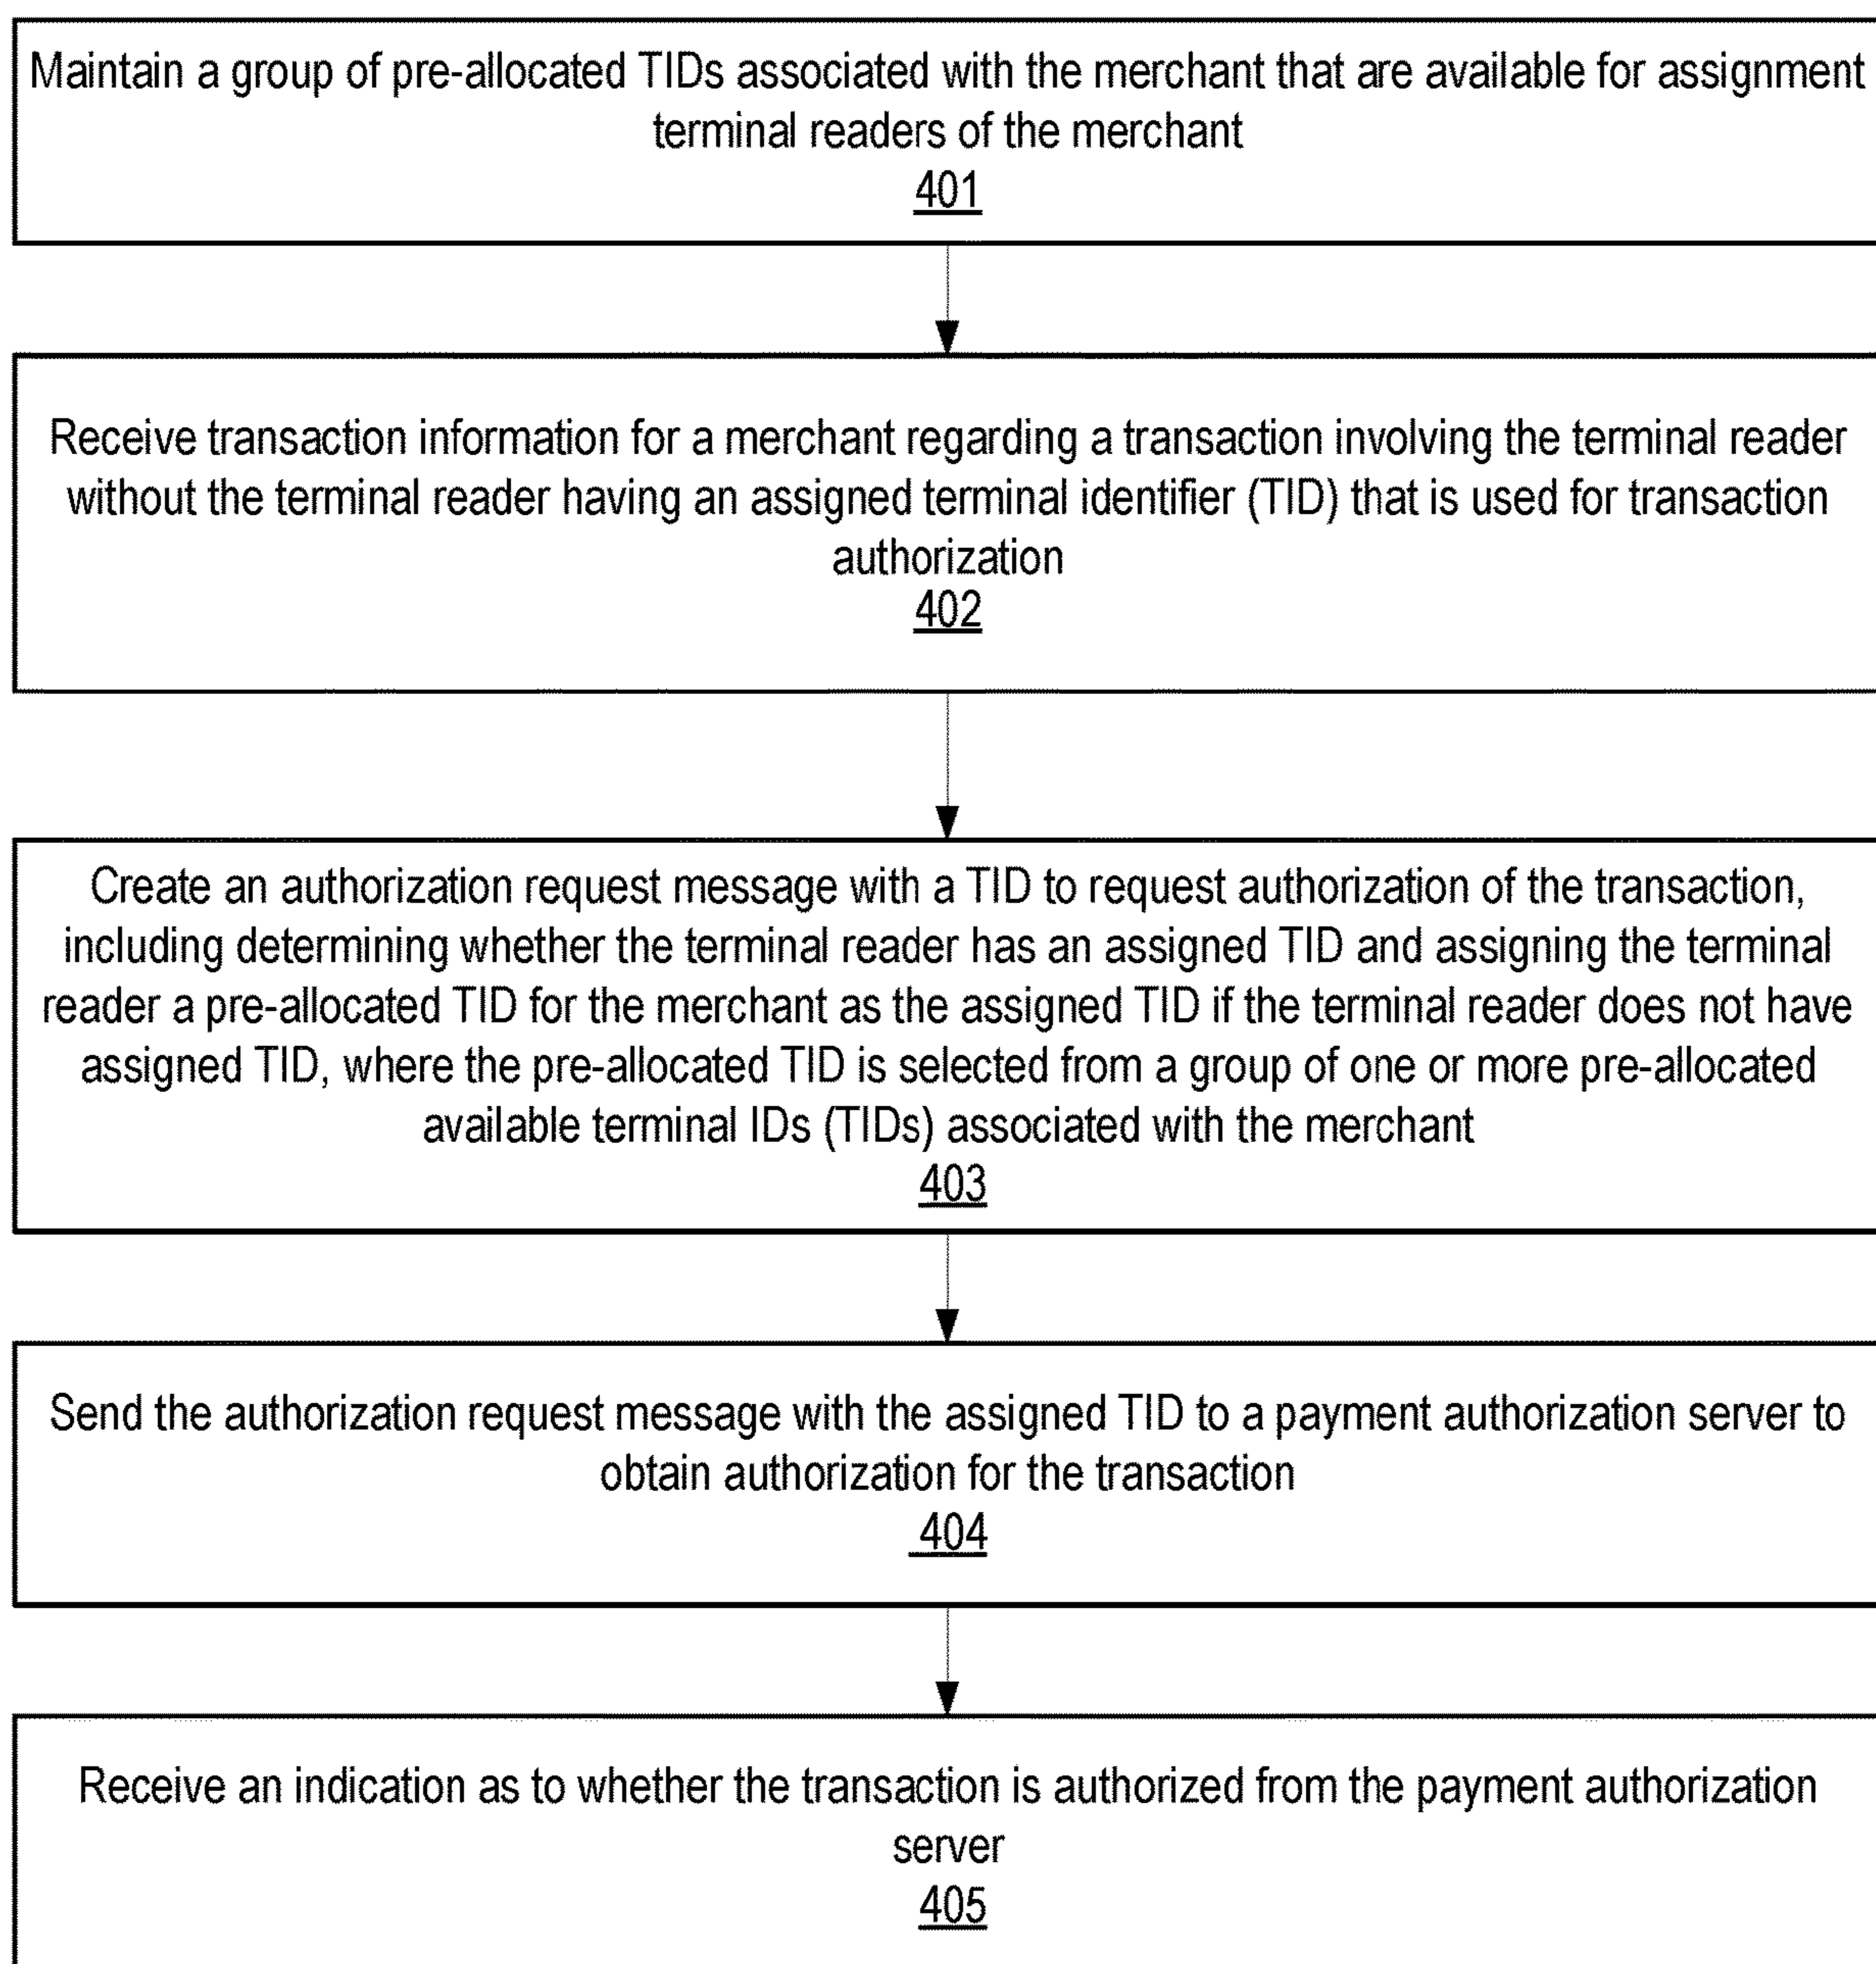 Maintain a group of pre-allocated TIDs associated with the merchant that are available for assignment
terminal readers of the merchant
401
Receive transaction information for a merchant regarding a transaction involving the terminal reader
without the terminal reader having an assigned terminal identifier (TID) that is used for transaction
authorization
402
Create an authorization request message with a TID to request authorization of the transaction,
including determining whether the terminal reader has an assigned TID and assigning the terminal
reader a pre-allocated TID for the merchant as the assigned TID if the terminal reader does not have
assigned TID, where the pre-allocated TID is selected from a group of one or more pre-allocated
available terminal IDs (TIDs) associated with the merchant
403
Send the authorization request message with the assigned TID to a payment authorization server to
obtain authorization for the transaction
404
Receive an indication as to whether the transaction is authorized from the payment authorization
server
405